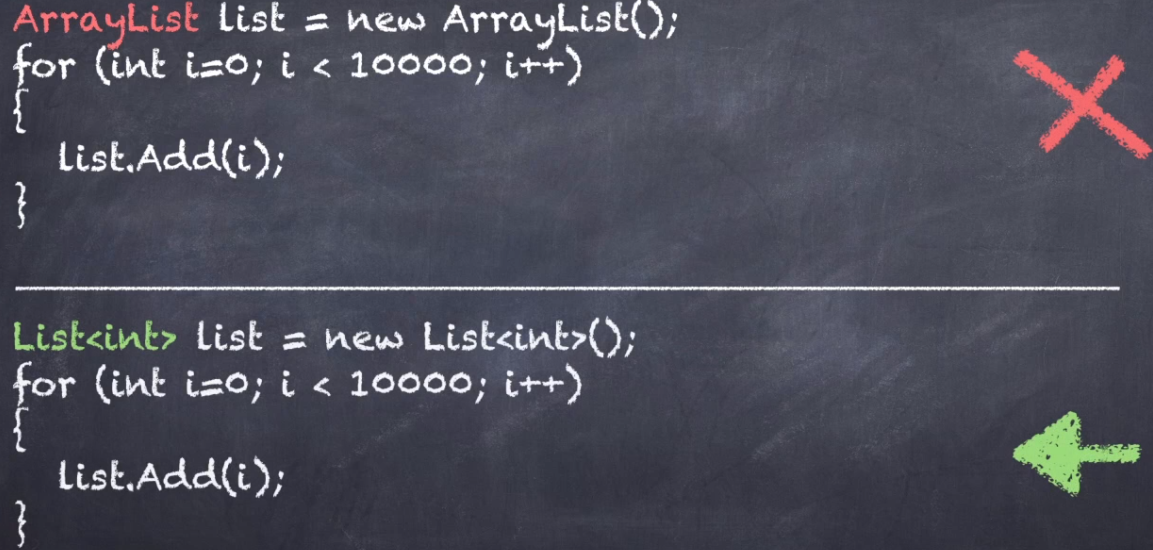 ArrayList list = new ArrayList();
for (int i=0; i < 10000; i++)
{
list.Add(i);
}
List<int> list = new List<int>();
for (int i=0; i < 10000; i++)
{
list.Add(i);
}